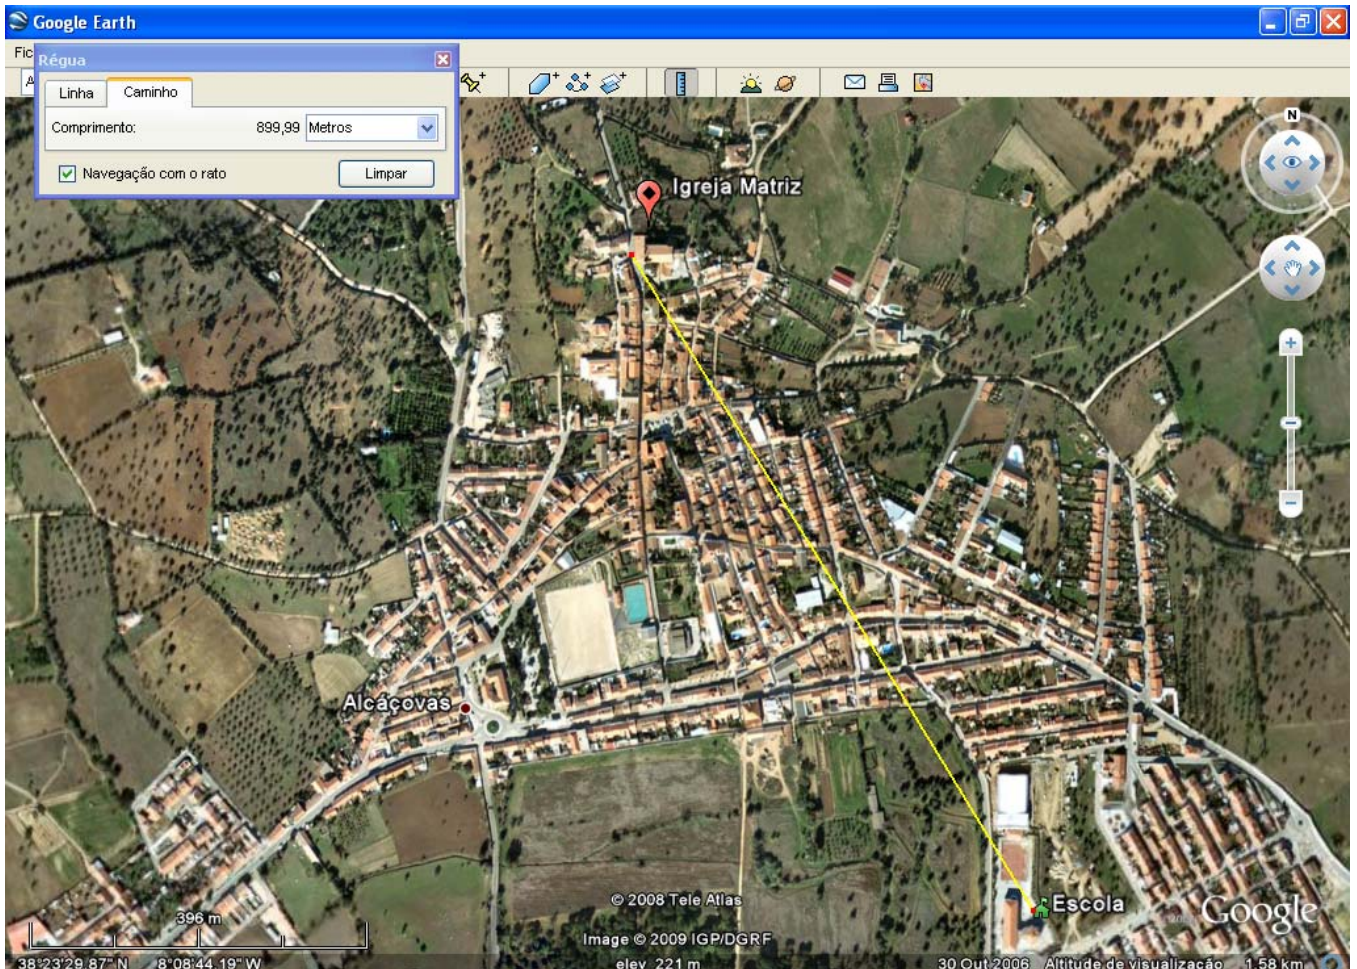 Google Earth
Fic
Régua
Linha Caminho
Comprimento: 899,99 Metros
Navegação com o rato Limpar
N
Igreja Matriz
Alcáçovas
Escola
© 2008 Tele Atlas
Google
396 m
Image © 2009 IGP/DGRF
38°23'29.87" N 8°08'44.19" W elev 221 m 30 Out 2006 Altitude de visualização 1.58 km